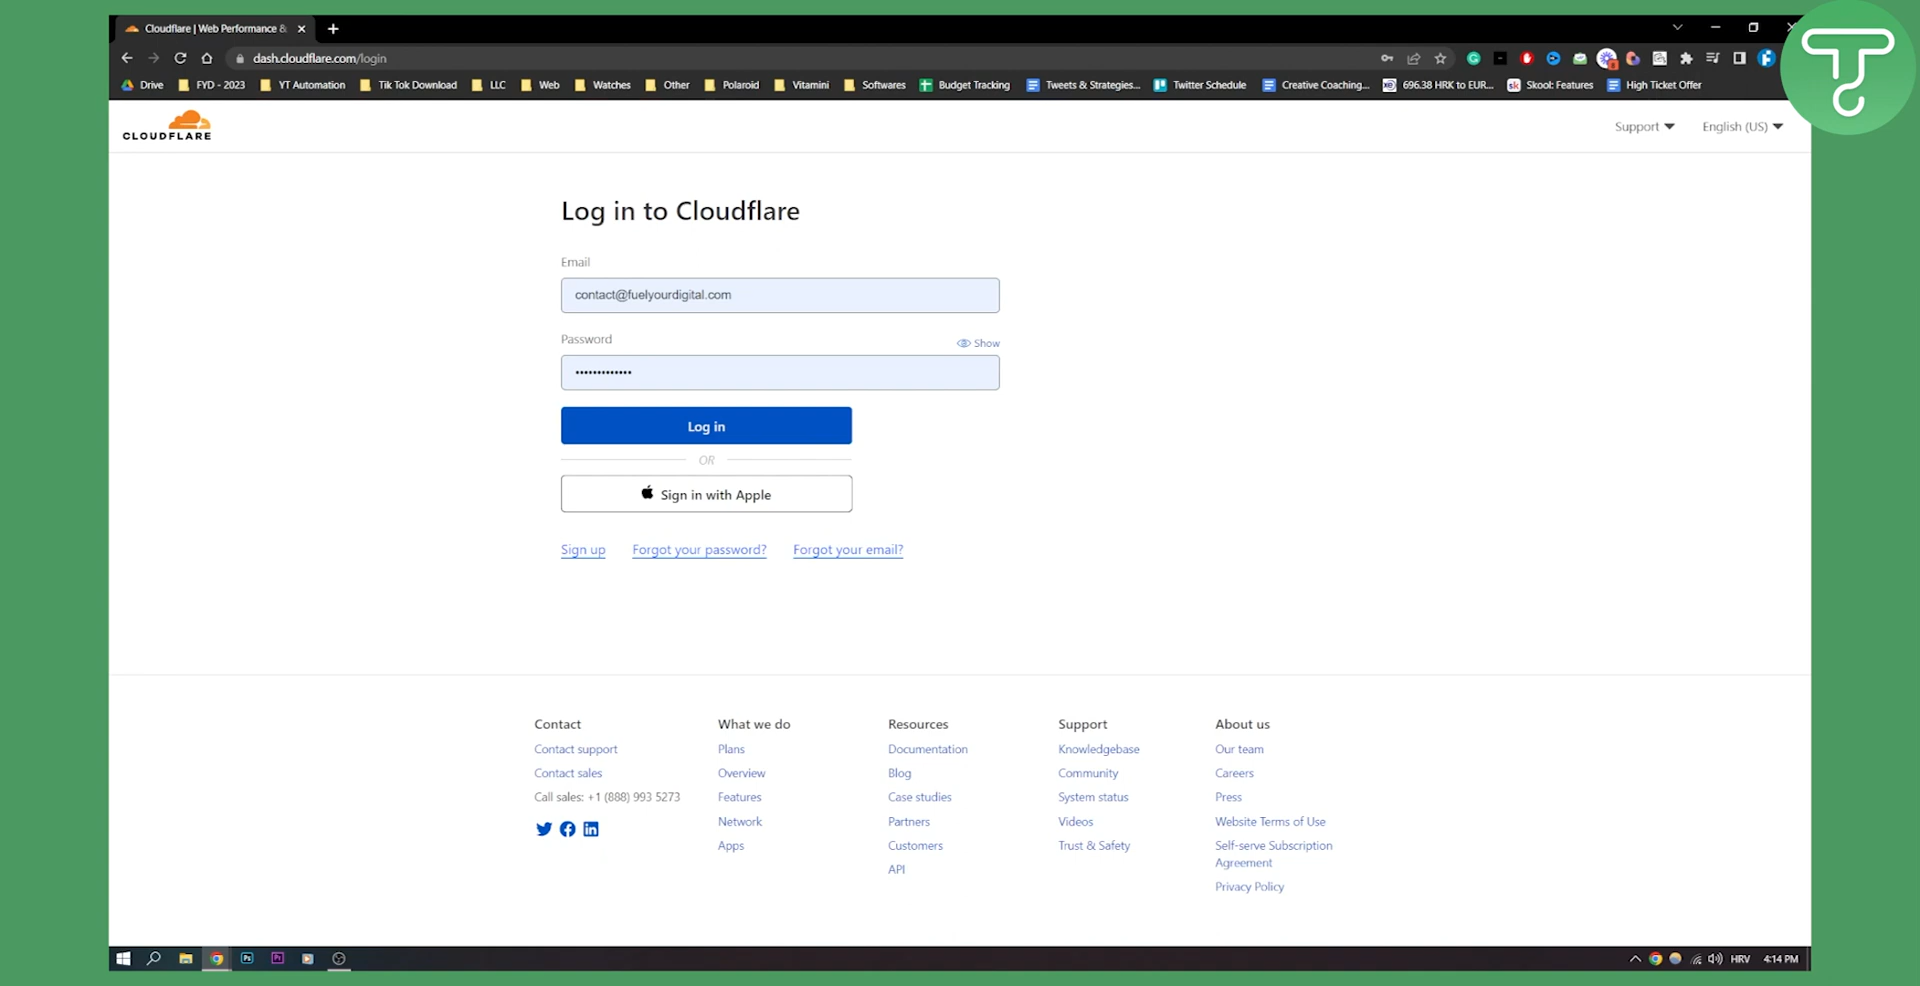 Cloudflare | Web Performance &
dash.cloudflare.com/login
Drive FYD - 2023 YT Automation Tik Tok Download LLC Web Watches Other Polaroid Vitamini Softwares Budget Tracking Tweets & Strategies... Twitter Schedule Creative Coaching... 696.38 HRK to EUR... Skool: Features High Ticket Offer
CLOUDFLARE
Support English (US)
Log in to Cloudflare
Email
contact@fuelyourdigital.com
Password
Show
•••••••••••••
Log in
OR
Sign in with Apple
Sign up Forgot your password? Forgot your email?
Contact
Contact support
Contact sales
Call sales: +1 (888) 993 5273
What we do
Plans
Overview
Features
Network
Apps
Resources
Documentation
Blog
Case studies
Partners
Customers
API
Support
Knowledgebase
Community
System status
Videos
Trust & Safety
About us
Our team
Careers
Press
Website Terms of Use
Self-serve Subscription
Agreement
Privacy Policy
HRV 4:14 PM